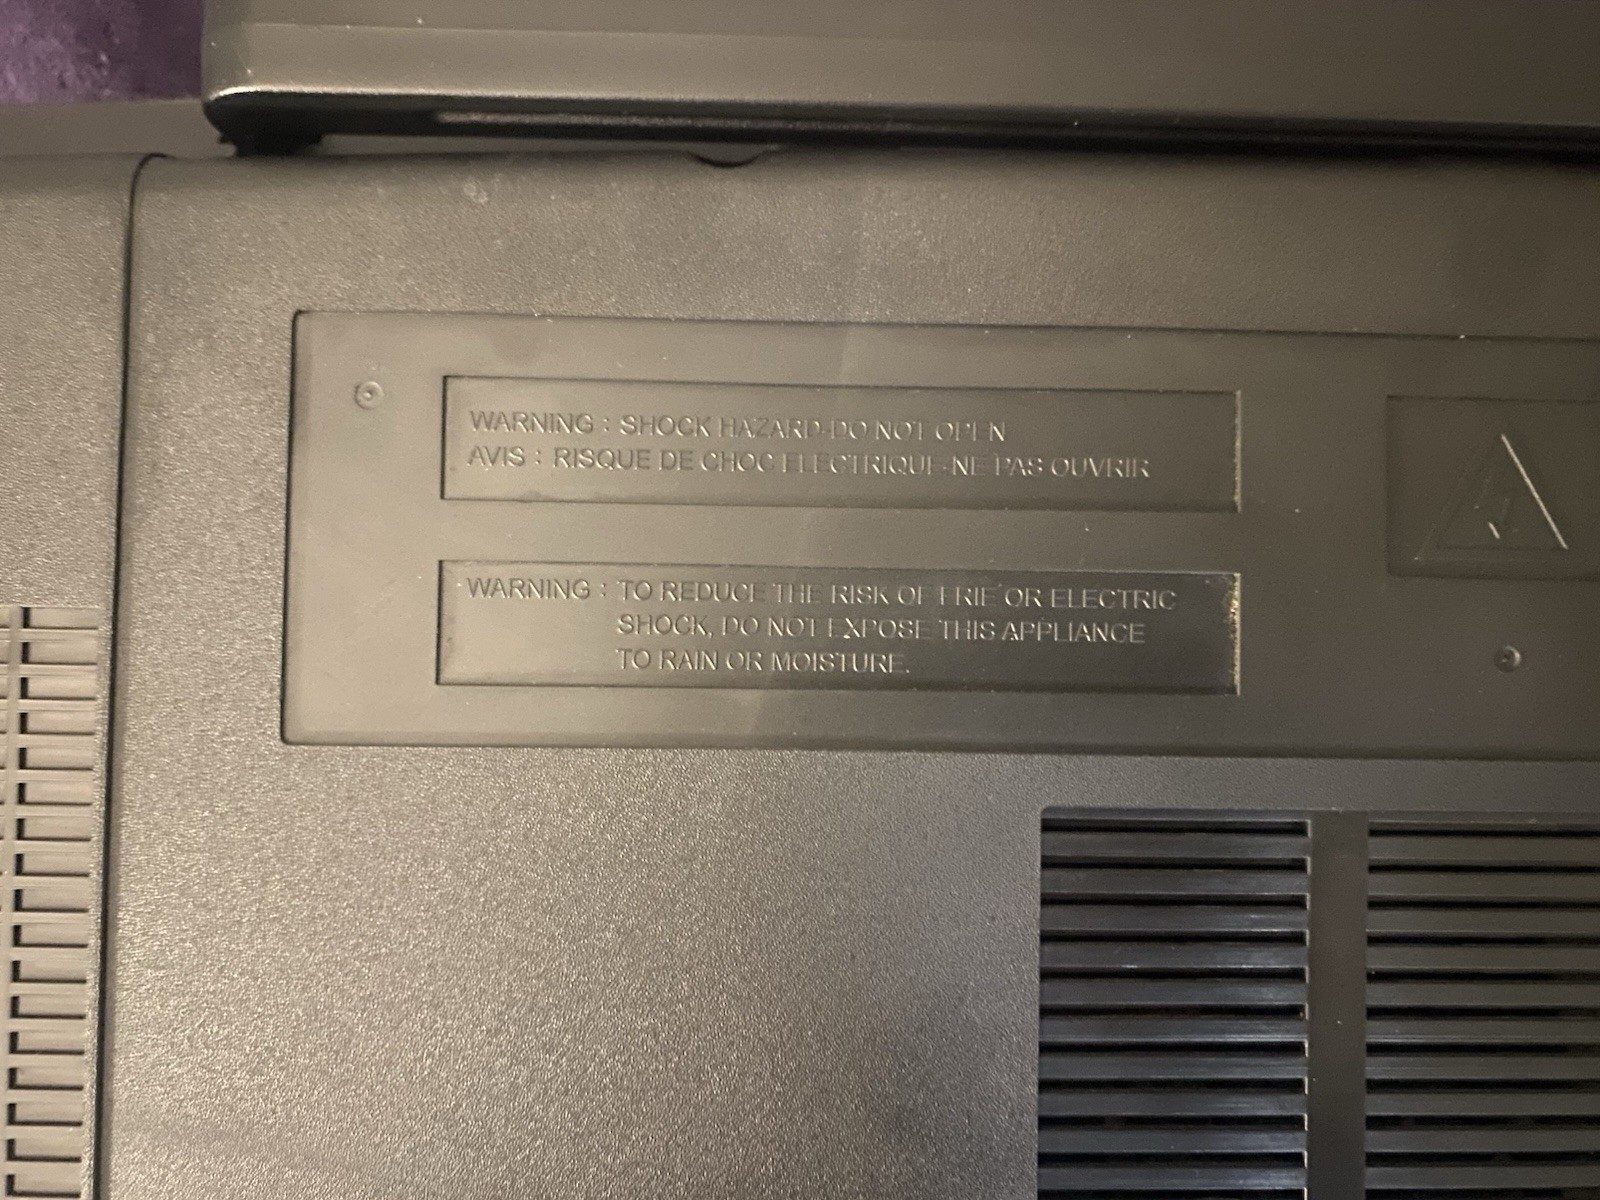 WARNING : SHOCK HAZARD-DO NOT OPEN
AVIS : RISQUE DE CHOC ELECTRIQUE-NE PAS OUVRIR
WARNING : TO REDUCE THE RISK OF FRIE OR ELECTRIC
SHOCK, DO NOT EXPOSE THIS APPLIANCE
TO RAIN OR MOISTURE.